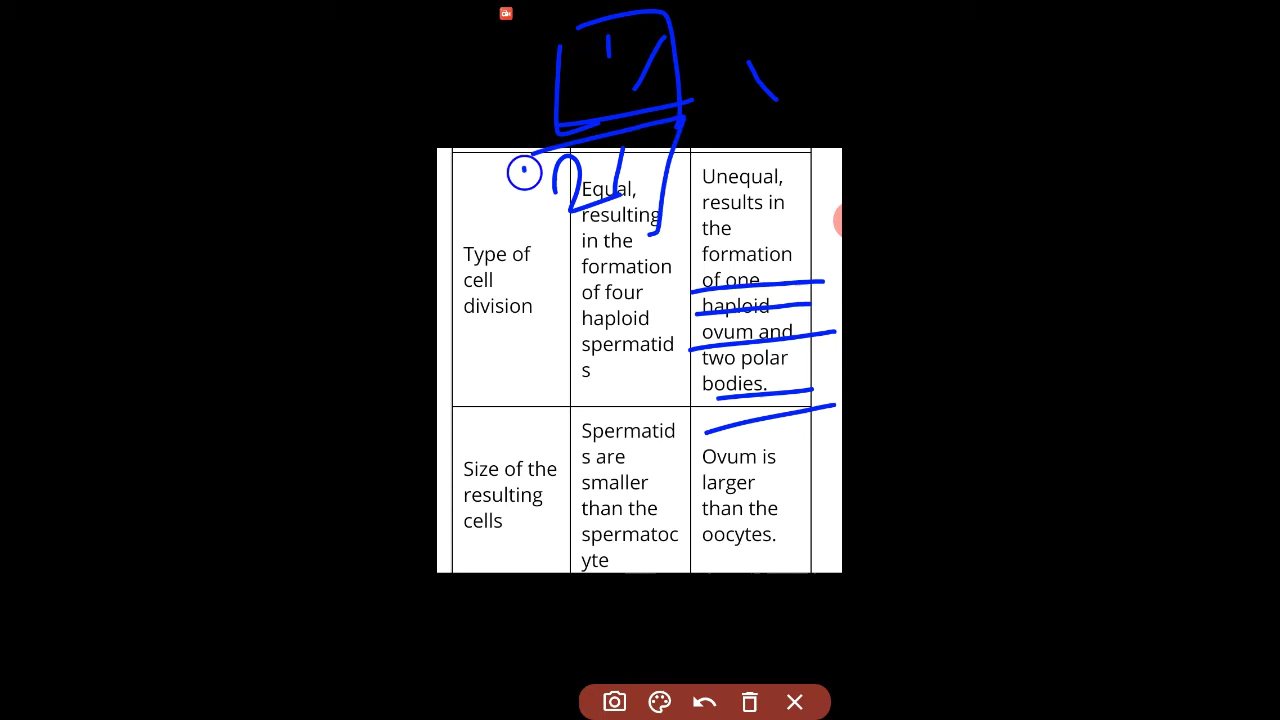 Type of
cell
division
Equal,
resulting
in the
formation
of four
haploid
spermatid
s
Unequal,
results in
the
formation
of one
haploid
ovum and
two polar
bodies.
Size of the
resulting
cells
Spermatid
s are
smaller
than the
spermatoc
yte
Ovum is
larger
than the
oocytes.